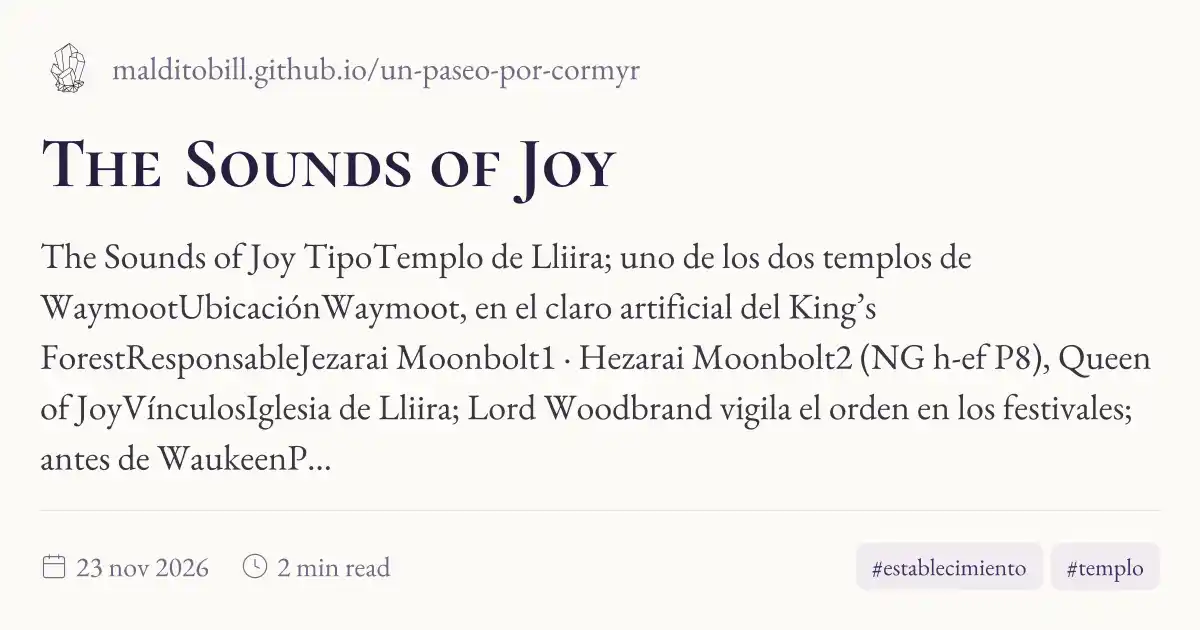 malditobill.github.io/un-paseo-por-cormyr
The Sounds of Joy
The Sounds of Joy TipoTemplo de Lliira; uno de los dos templos de
WaymootUbicaciónWaymoot, en el claro artificial del King’s
ForestResponsableJezarai Moonbolt1 · Hezarai Moonbolt2 (NG h-ef P8), Queen
of JoyVínculosIglesia de Lliira; Lord Woodbrand vigila el orden en los festivales;
antes de WaukeenP...
23 nov 2026 2 min read #establecimiento #templo